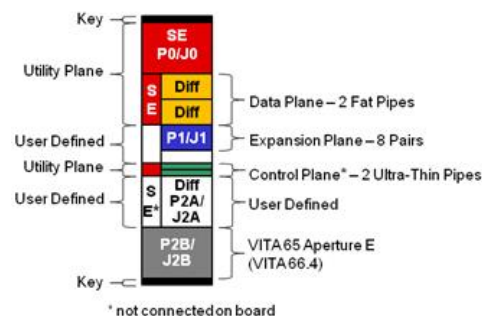 Key
SE
P0/J0
Utility Plane
S
E
Diff
Diff
Data Plane – 2 Fat Pipes
User Defined
P1/J1
Expansion Plane – 8 Pairs
Utility Plane
Control Plane* – 2 Ultra-Thin Pipes
User Defined
S
E*
Diff
P2A/
J2A
User Defined
P2B/
J2B
VITA 65 Aperture E
(VITA 66.4)
Key
* not connected on board